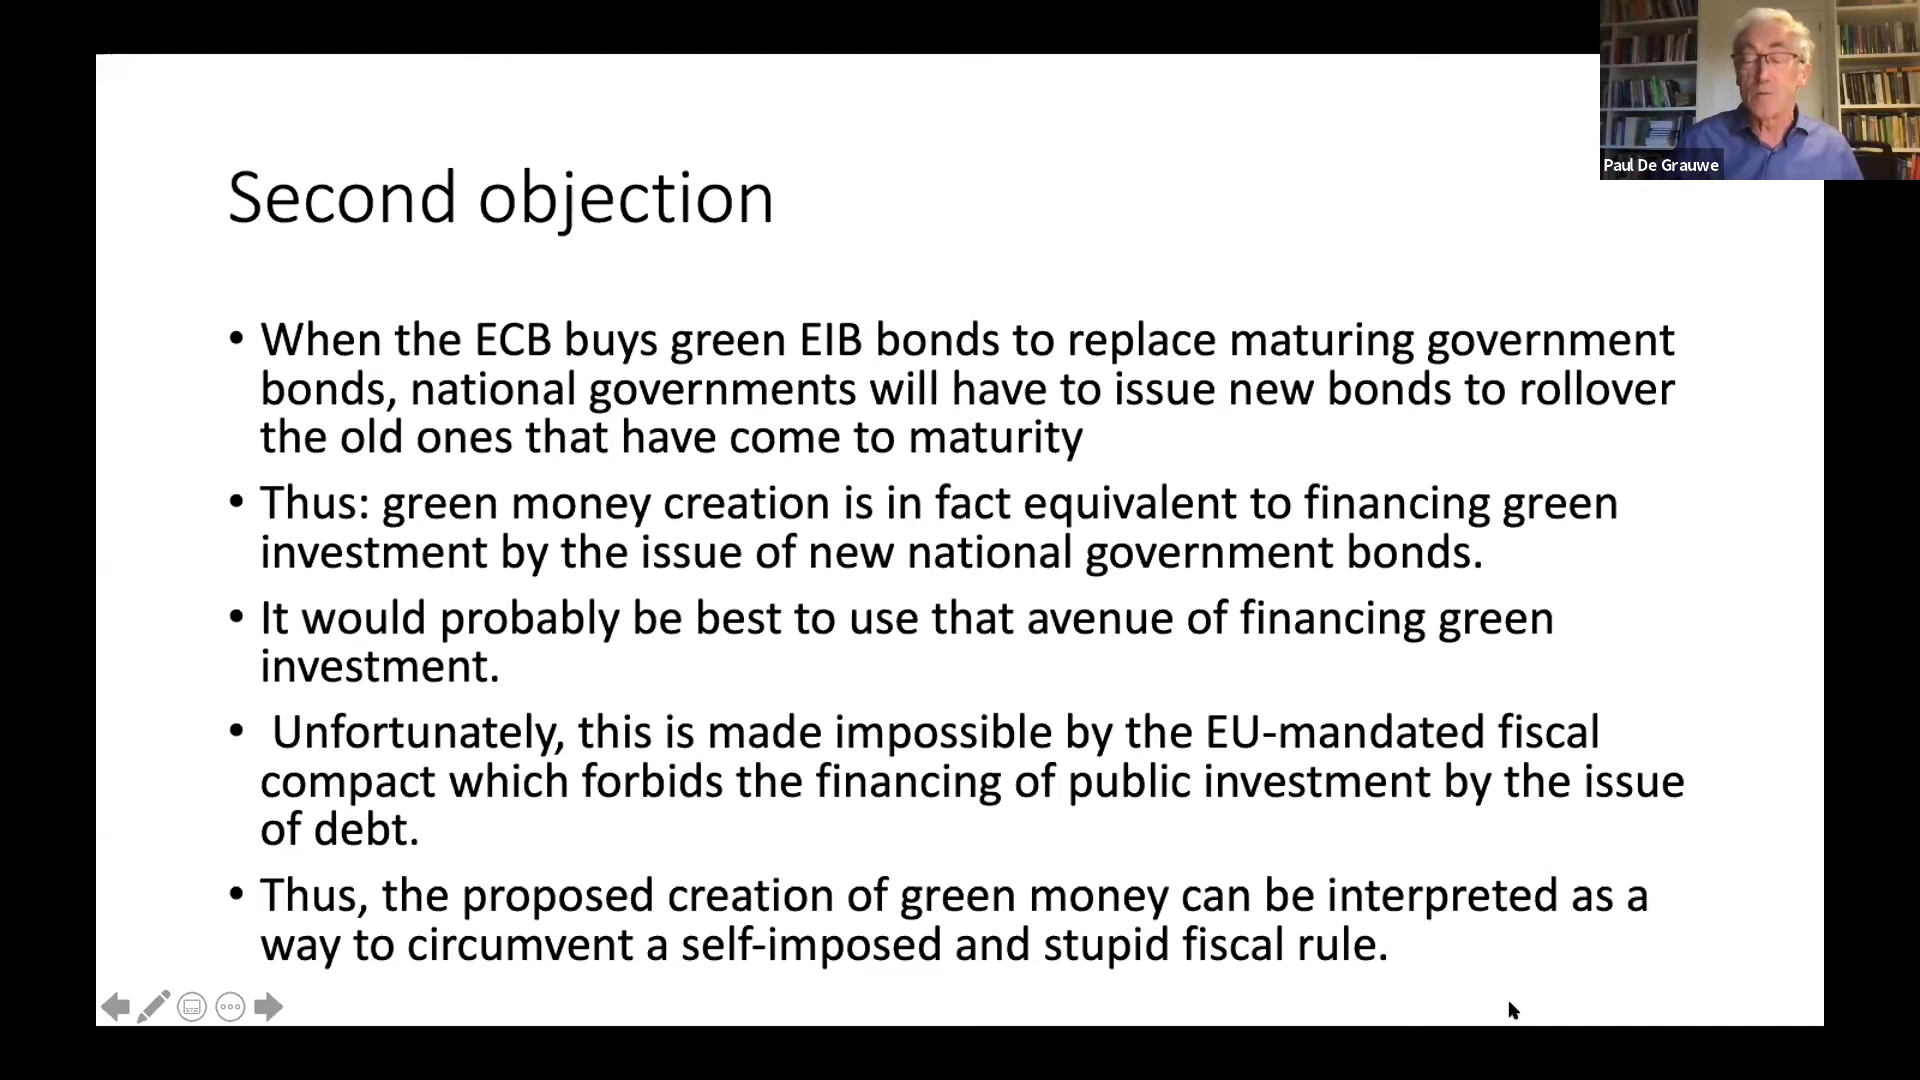 Paul De Grauwe
Second objection
• When the ECB buys green EIB bonds to replace maturing government
bonds, national governments will have to issue new bonds to rollover
the old ones that have come to maturity
• Thus: green money creation is in fact equivalent to financing green
investment by the issue of new national government bonds.
• It would probably be best to use that avenue of financing green
investment.
• Unfortunately, this is made impossible by the EU-mandated fiscal
compact which forbids the financing of public investment by the issue
of debt.
• Thus, the proposed creation of green money can be interpreted as a
way to circumvent a self-imposed and stupid fiscal rule.